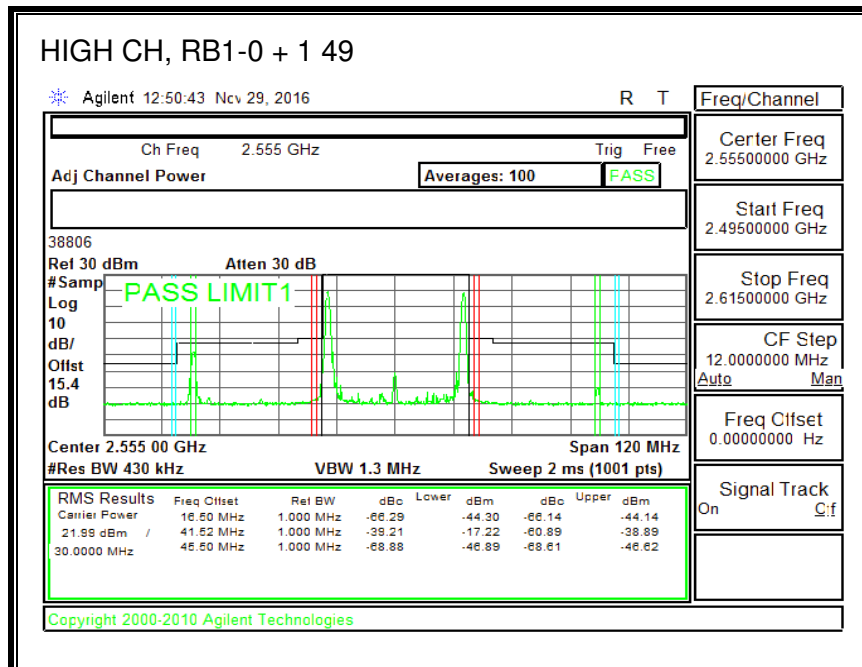 HIGH CH, RB1-0 + 1 49
Agilent 12:50:43 Nov 29, 2016 R T
Ch Freq 2.555 GHz Trig Free
Adj Channel Power Averages: 100 PASS
38806
Ref 30 dBm Atten 30 dB
#Samp
Log
10
dB/
Offst
15.4
dB
PASS LIMIT1
Center 2.555 00 GHz Span 120 MHz
#Res BW 430 kHz VBW 1.3 MHz Sweep 2 ms (1001 pts)
RMS Results Freq Offset Ref BW dBc Lower dBm dBc Upper dBm
Carrier Power 16.50 MHz 1.000 MHz -66.29 -44.30 -66.14 -44.14
21.99 dBm / 41.52 MHz 1.000 MHz -39.21 -17.22 -60.89 -38.89
30.0000 MHz 45.50 MHz 1.000 MHz -68.88 -46.89 -68.61 -46.62
Copyright 2000-2010 Agilent Technologies
Freq/Channel
Center Freq
2.55500000 GHz
Start Freq
2.49500000 GHz
Stop Freq
2.61500000 GHz
CF Step
12.0000000 MHz
Auto Man
Freq Offset
0.00000000 Hz
Signal Track
On Off